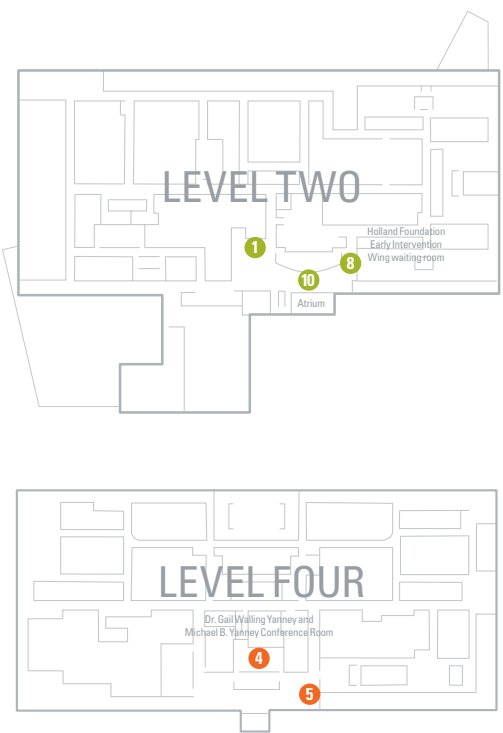 LEVEL TWO
Holland Foundation
Early Intervention
Wing waiting room
1
8
10
Atrium
LEVEL FOUR
Dr. Gail Walling Yanney and
Michael B. Yanney Conference Room
4
5